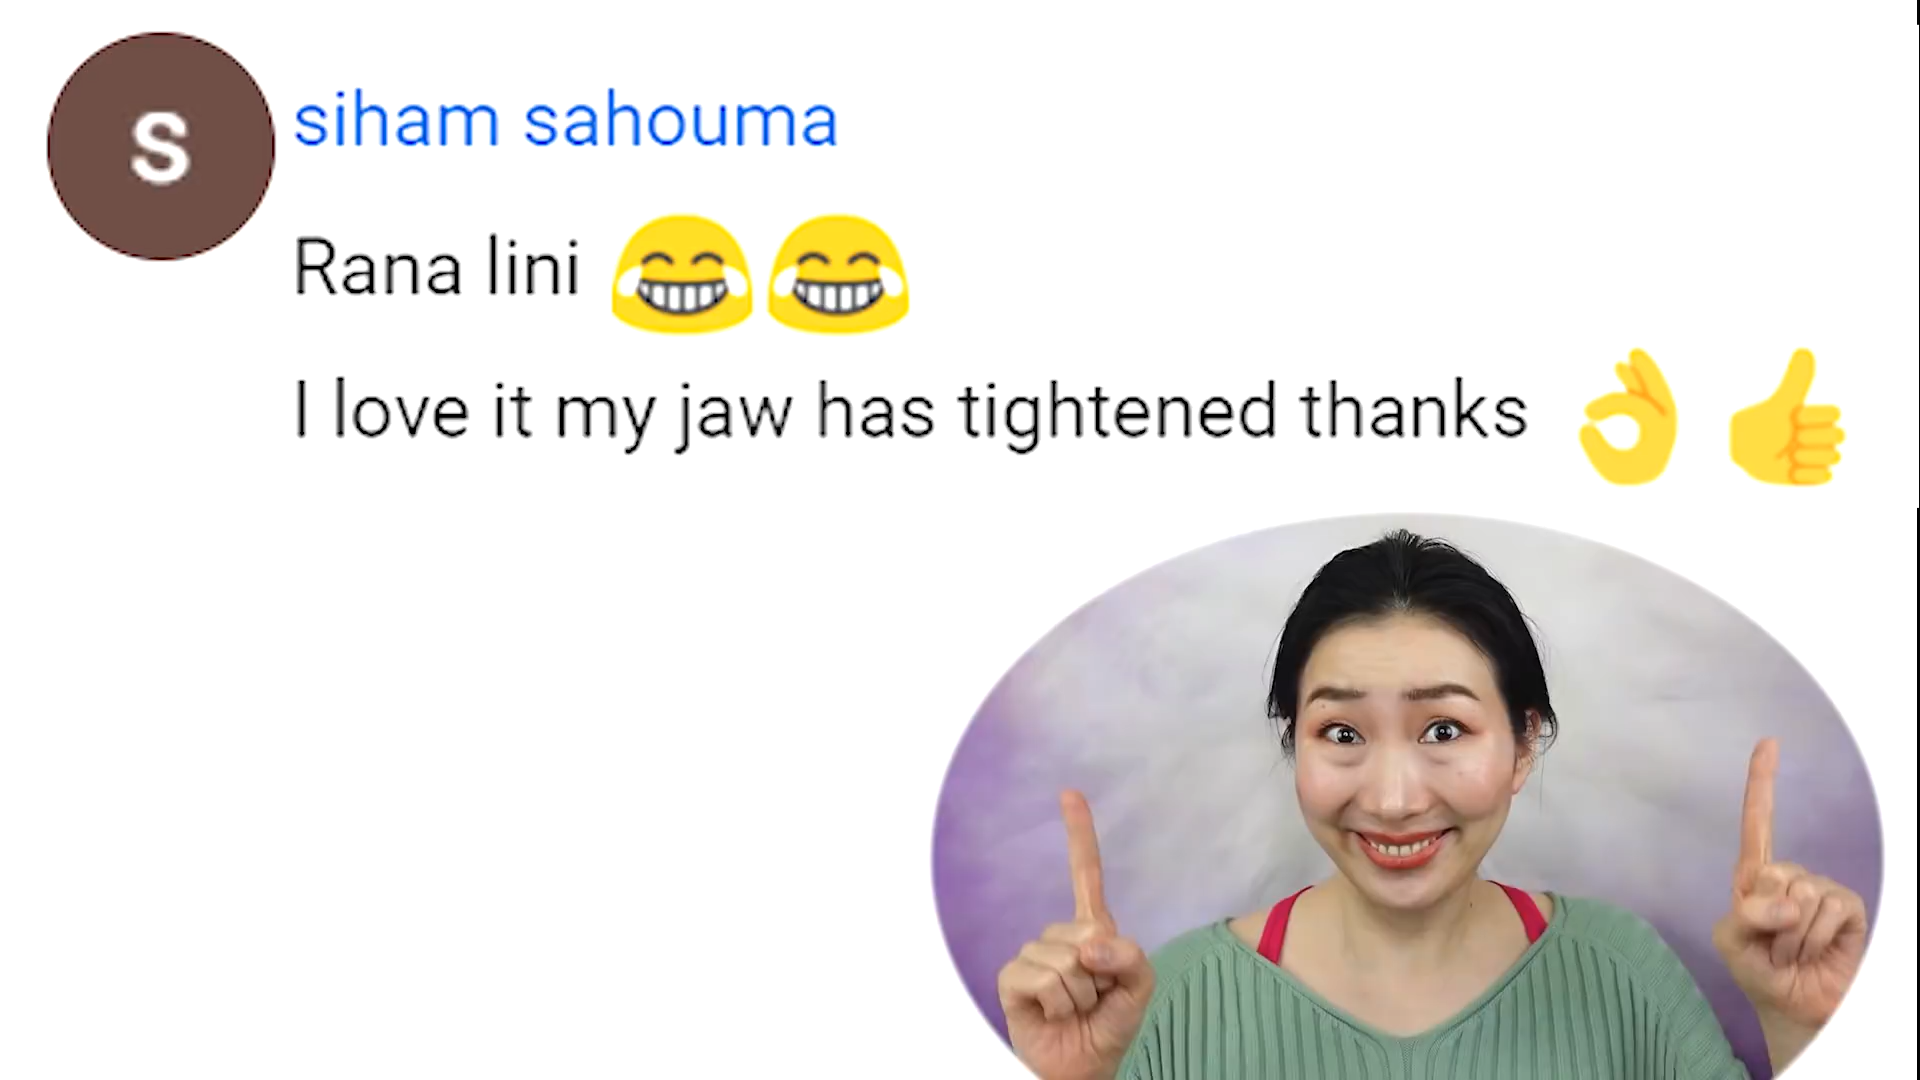 S
siham sahouma
Rana lini 😂😂
I love it my jaw has tightened thanks 👌 👍